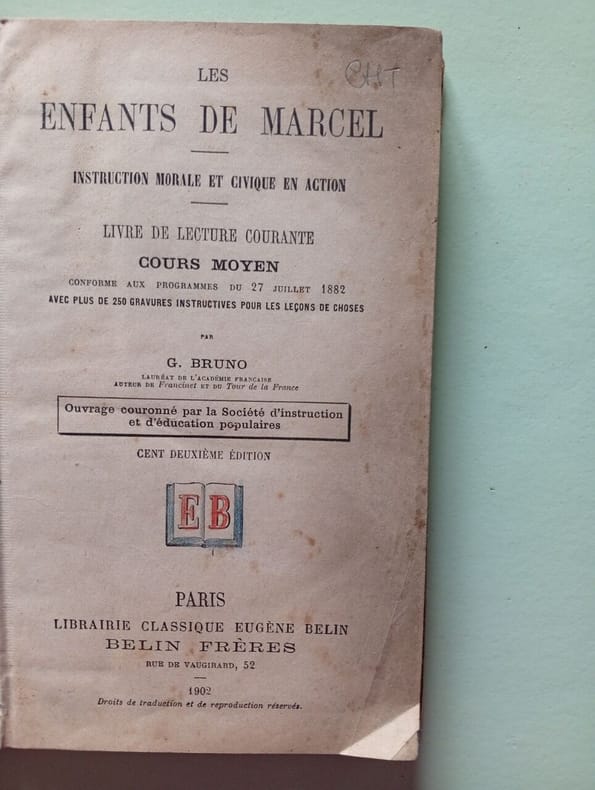 LES
ENFANTS DE MARCEL
INSTRUCTION MORALE ET CIVIQUE EN ACTION
LIVRE DE LECTURE COURANTE
COURS MOYEN
CONFORME AUX PROGRAMMES DU 27 JUILLET 1882
AVEC PLUS DE 250 GRAVURES INSTRUCTIVES POUR LES LEÇONS DE CHOSES
PAR
G. BRUNO
LAURÉAT DE L'ACADÉMIE FRANÇAISE
AUTEUR DE Francinet ET DU Tour de la France
Ouvrage couronné par la Société d'instruction
et d'éducation populaires
CENT DEUXIÈME ÉDITION
E B
PARIS
LIBRAIRIE CLASSIQUE EUGÈNE BELIN
BELIN FRÈRES
RUE DE VAUGIRARD, 52
1902
Droits de traduction et de reproduction réservés.